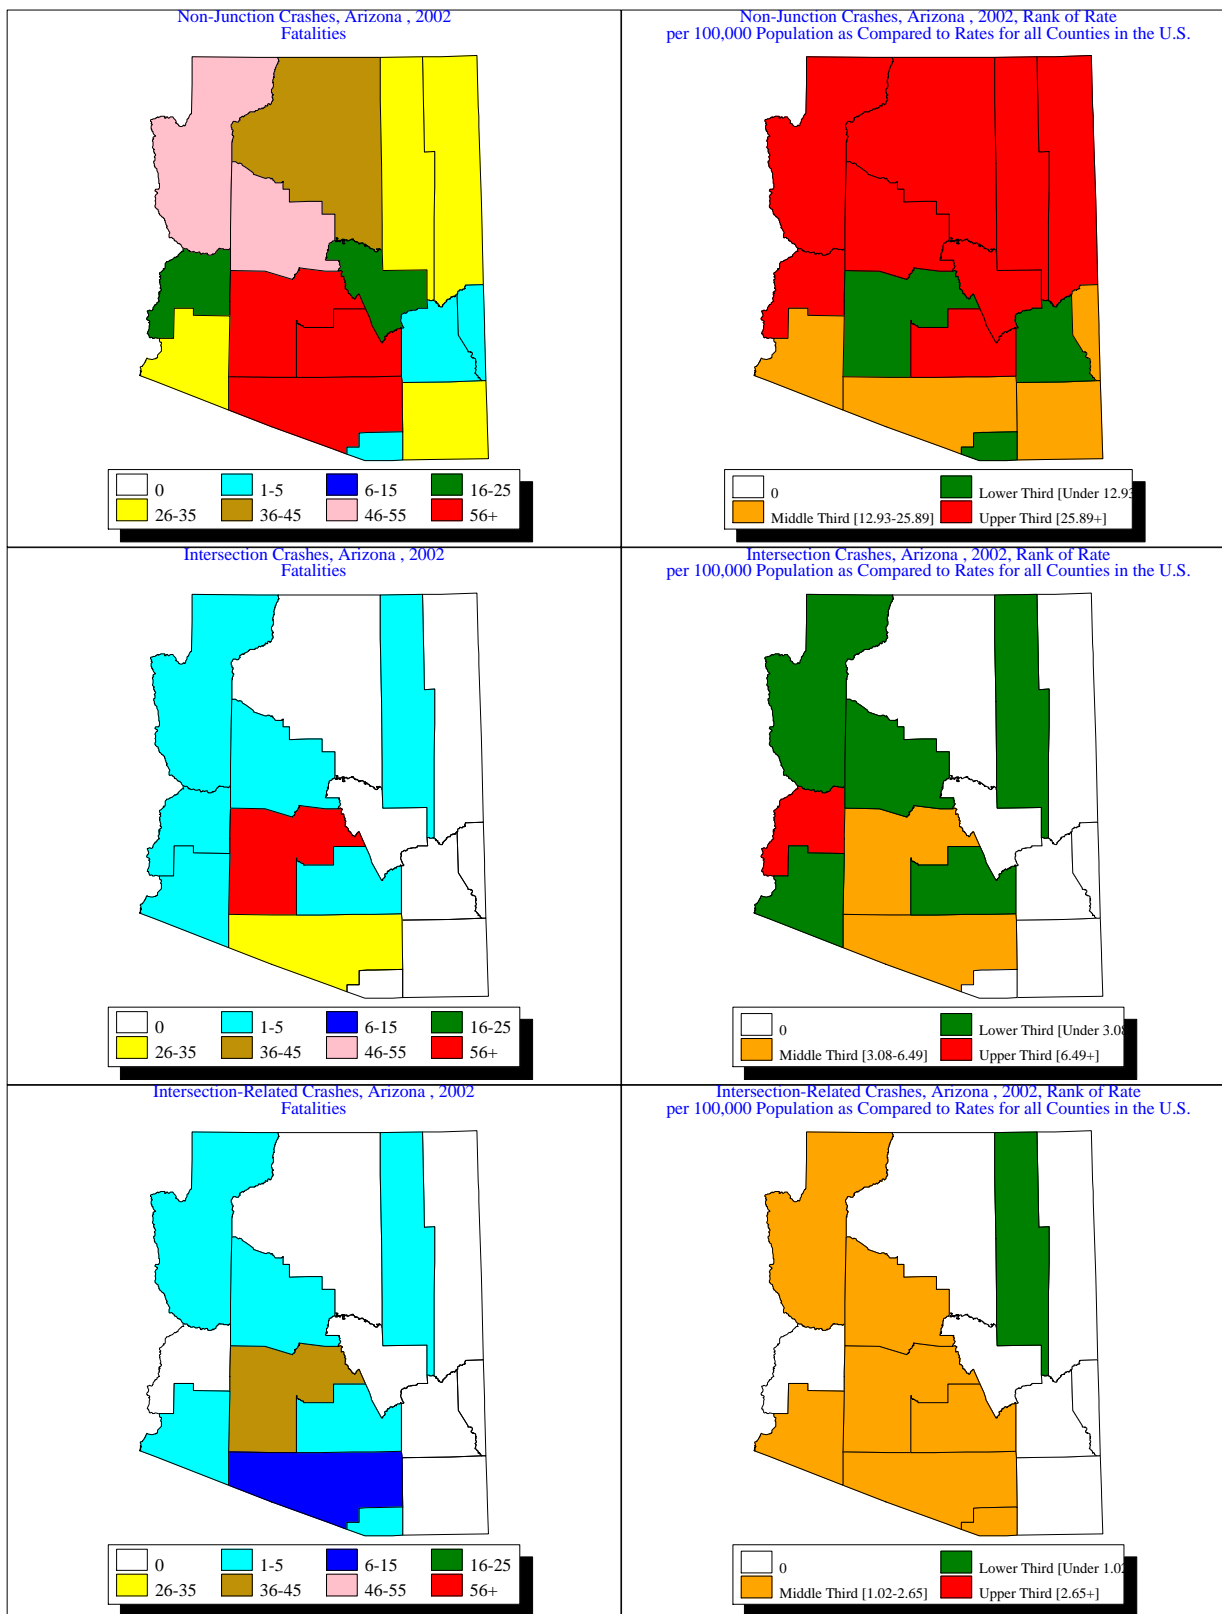 Non-Junction Crashes, Arizona , 2002
Fatalities
0 1-5 6-15 16-25
26-35 36-45 46-55 56+
Non-Junction Crashes, Arizona , 2002, Rank of Rate
per 100,000 Population as Compared to Rates for all Counties in the U.S.
0 Lower Third [Under 12.93
Middle Third [12.93-25.89] Upper Third [25.89+]
Intersection Crashes, Arizona , 2002
Fatalities
0 1-5 6-15 16-25
26-35 36-45 46-55 56+
Intersection Crashes, Arizona , 2002, Rank of Rate
per 100,000 Population as Compared to Rates for all Counties in the U.S.
0 Lower Third [Under 3.08
Middle Third [3.08-6.49] Upper Third [6.49+]
Intersection-Related Crashes, Arizona , 2002
Fatalities
0 1-5 6-15 16-25
26-35 36-45 46-55 56+
Intersection-Related Crashes, Arizona , 2002, Rank of Rate
per 100,000 Population as Compared to Rates for all Counties in the U.S.
0 Lower Third [Under 1.02
Middle Third [1.02-2.65] Upper Third [2.65+]